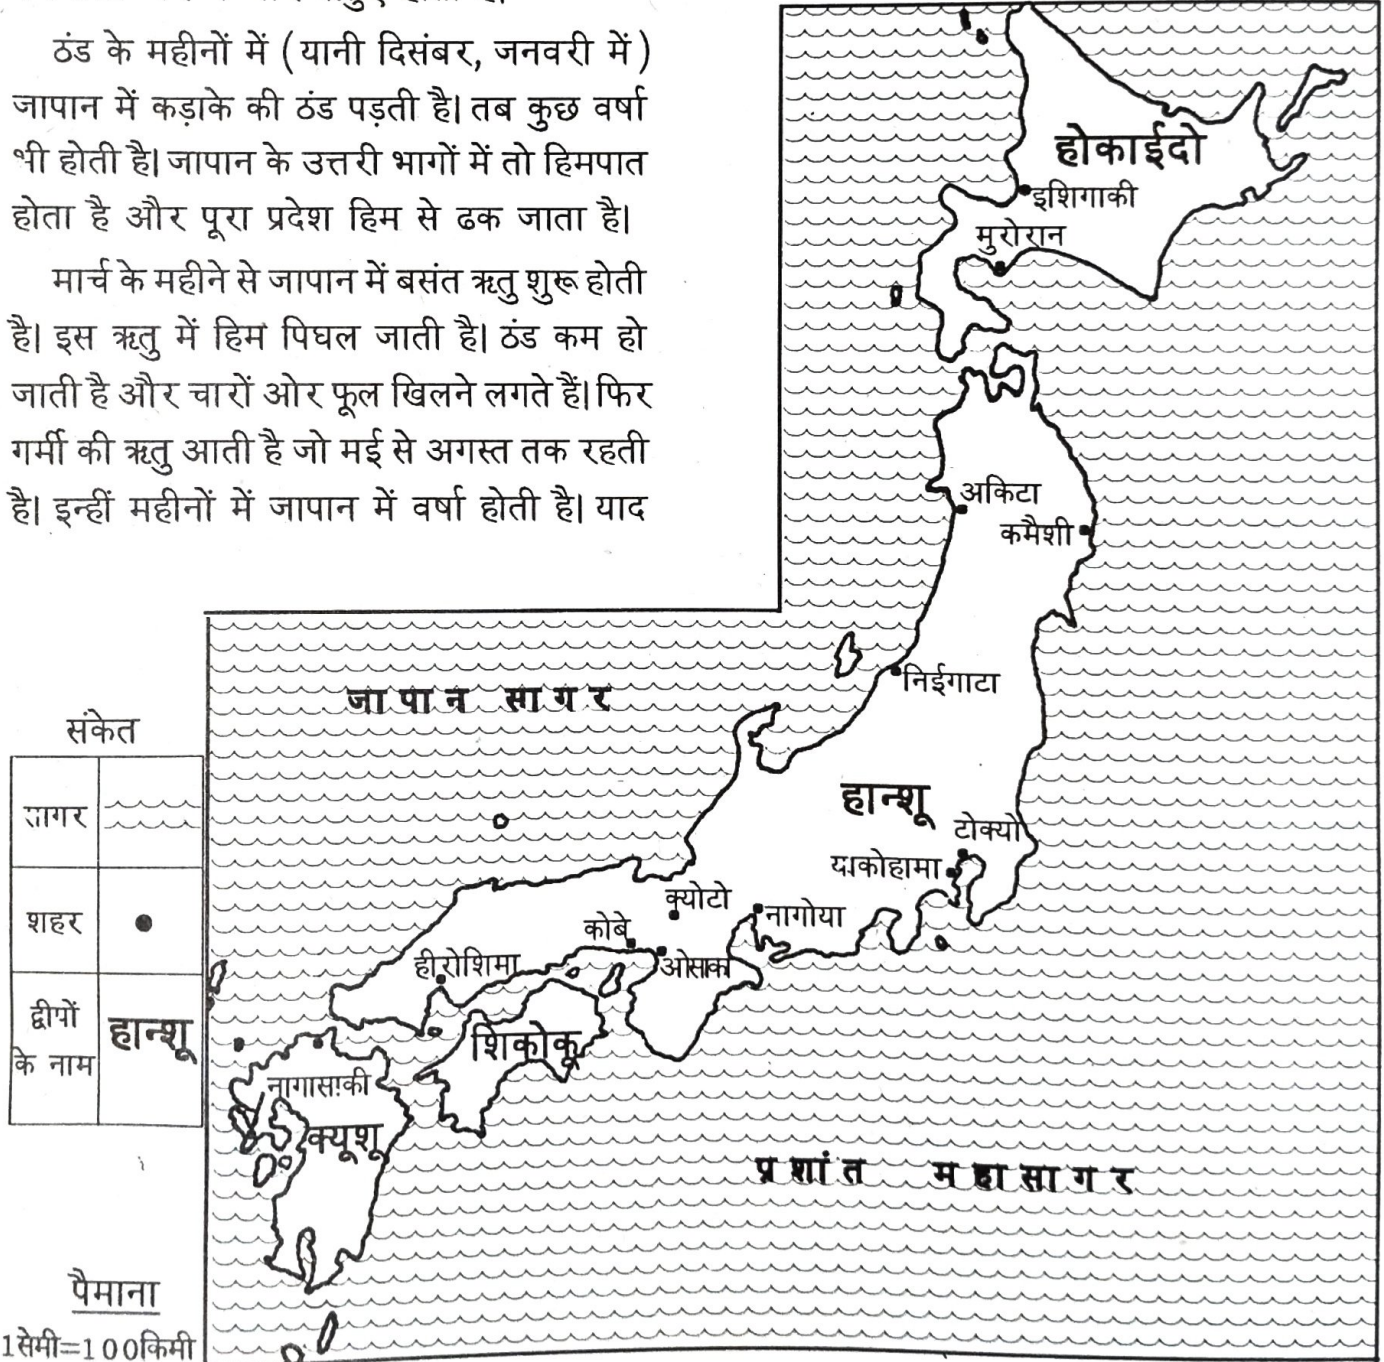 ठंड के महीनों में (यानी दिसंबर, जनवरी में)
जापान में कड़ाके की ठंड पड़ती है। तब कुछ वर्षा
भी होती है। जापान के उत्तरी भागों में तो हिमपात
होता है और पूरा प्रदेश हिम से ढक जाता है।
मार्च के महीने से जापान में बसंत ऋतु शुरू होती
है। इस ऋतु में हिम पिघल जाती है। ठंड कम हो
जाती है और चारों ओर फूल खिलने लगते हैं। फिर
गर्मी की ऋतु आती है जो मई से अगस्त तक रहती
है। इन्हीं महीनों में जापान में वर्षा होती है। याद
होकाईदो
इशिगाकी
मुरोरान
अकिटा
कमैशी
निईगाटा
जापान सागर
हान्शू
टोक्यो
याकोहामा
क्योटो
नागोया
कोबे
ओसाका
हीरोशिमा
शिकोकू
नागासाकी
क्यूशू
प्रशांत महासागर
संकेत
सागर
शहर
द्वीपों
के नाम
हान्शू
पैमाना
1सेमी=100किमी